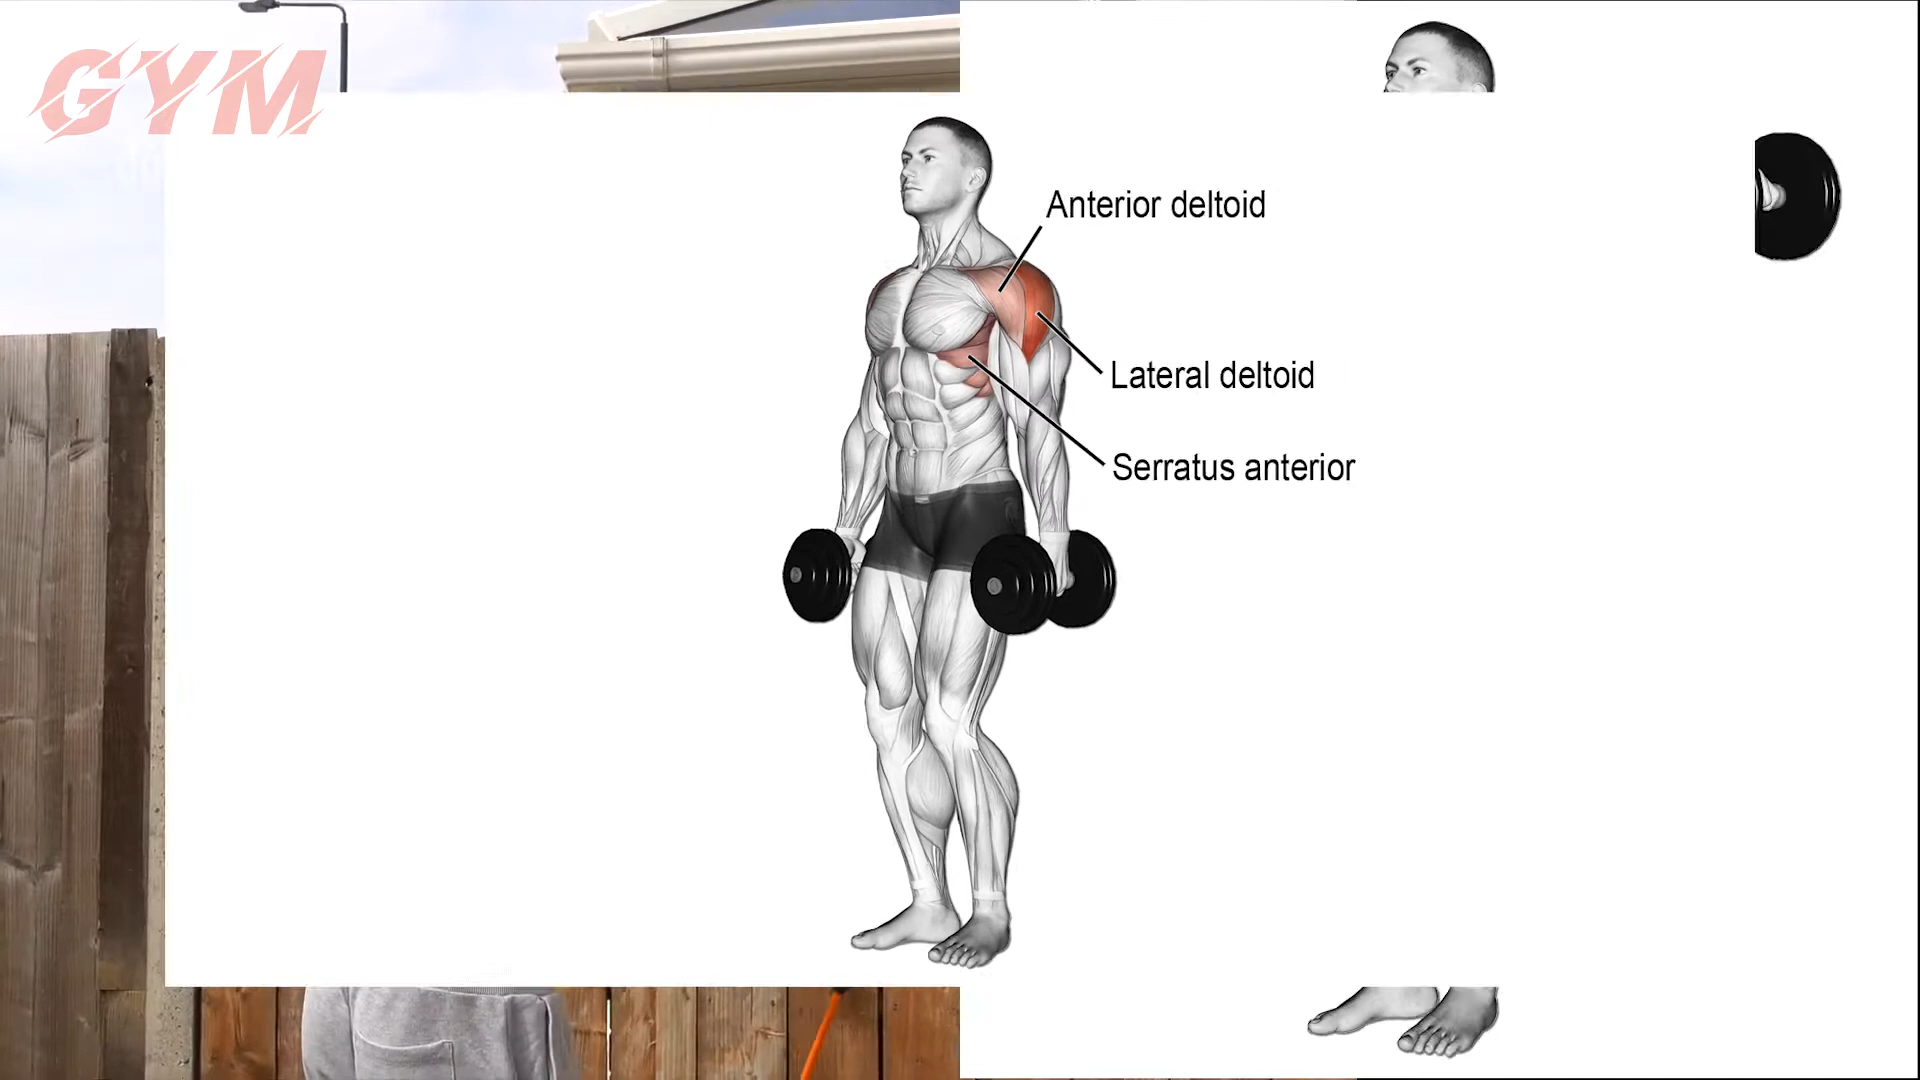 GYM
Anterior deltoid
Lateral deltoid
Serratus anterior